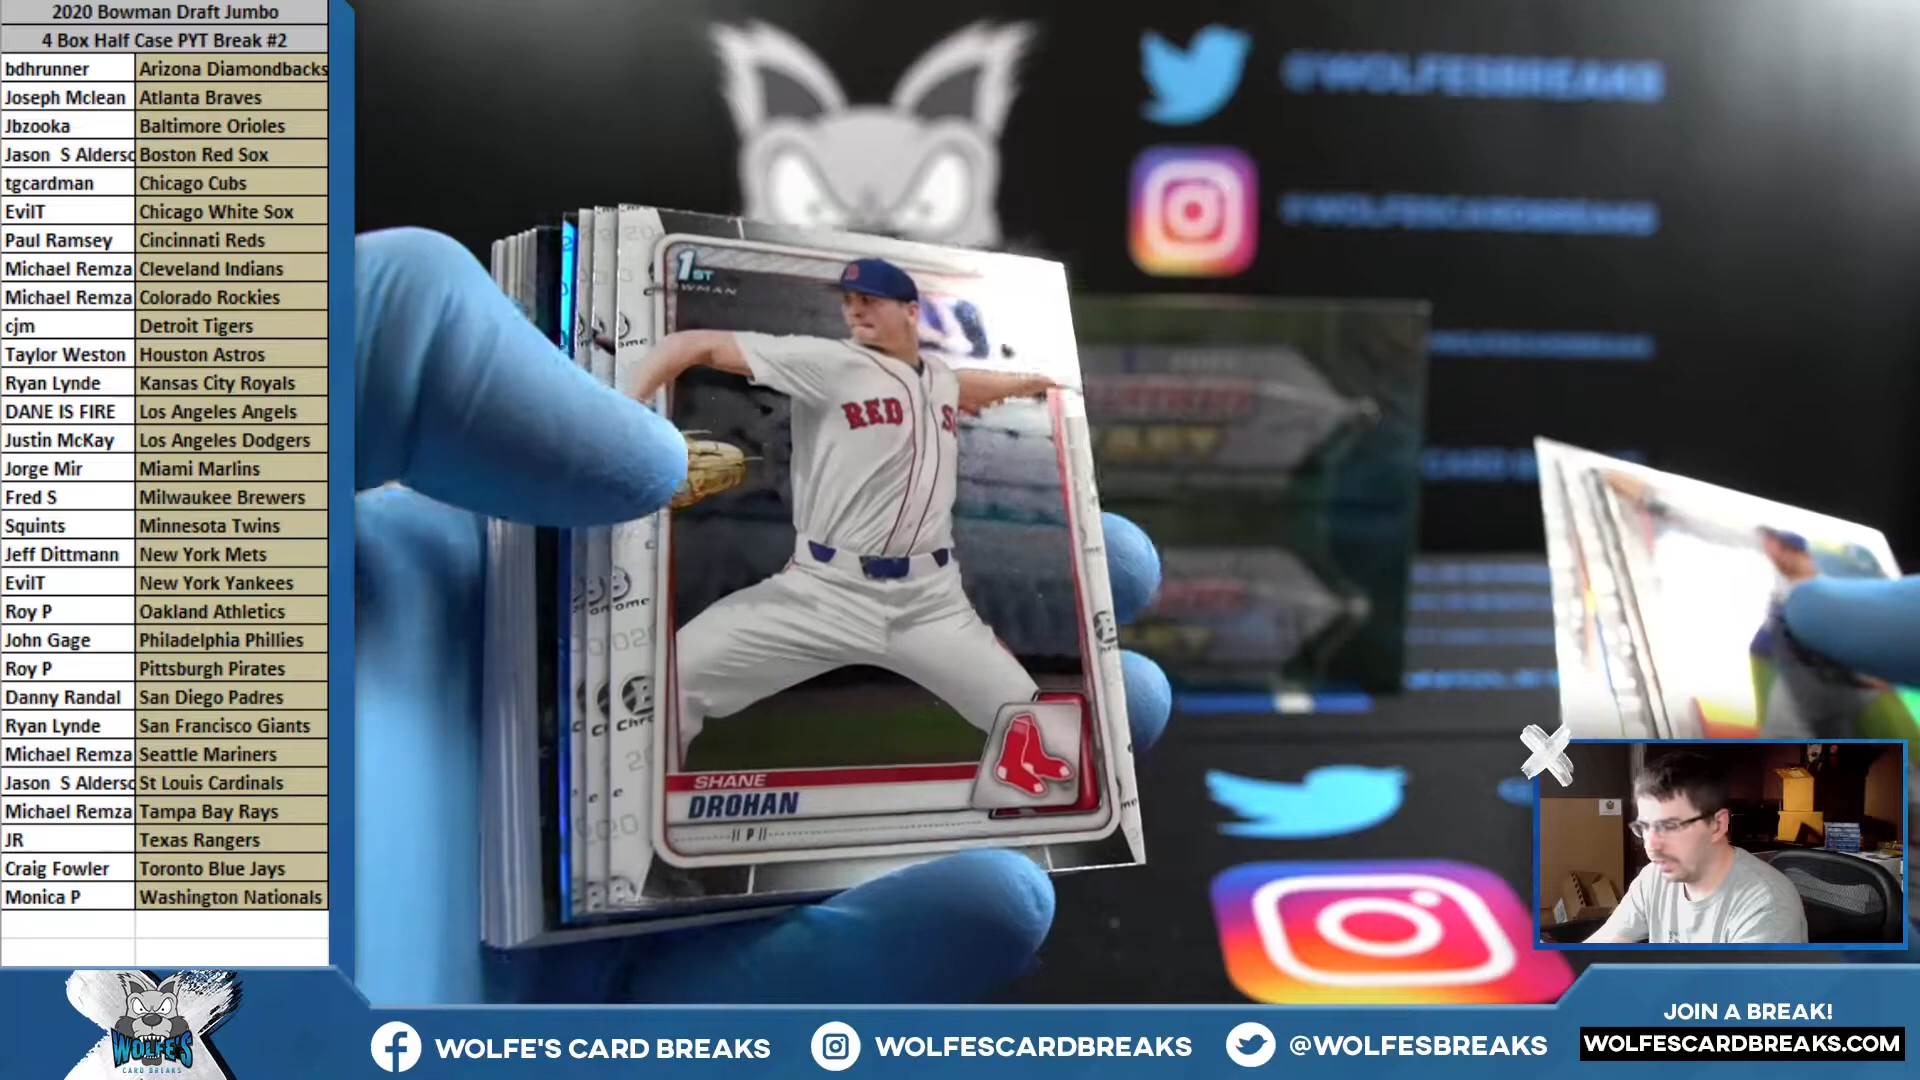 2020 Bowman Draft Jumbo
4 Box Half Case PYT Break #2
bdhrunner Arizona Diamondbacks
Joseph Mclean Atlanta Braves
Jbzooka Baltimore Orioles
Jason S Alderso Boston Red Sox
tgcardman Chicago Cubs
EvilT Chicago White Sox
Paul Ramsey Cincinnati Reds
Michael Remza Cleveland Indians
Michael Remza Colorado Rockies
cjm Detroit Tigers
Taylor Weston Houston Astros
Ryan Lynde Kansas City Royals
DANE IS FIRE Los Angeles Angels
Justin McKay Los Angeles Dodgers
Jorge Mir Miami Marlins
Fred S Milwaukee Brewers
Squints Minnesota Twins
Jeff Dittmann New York Mets
EvilT New York Yankees
Roy P Oakland Athletics
John Gage Philadelphia Phillies
Roy P Pittsburgh Pirates
Danny Randal San Diego Padres
Ryan Lynde San Francisco Giants
Michael Remza Seattle Mariners
Jason S Alderso St Louis Cardinals
Michael Remza Tampa Bay Rays
JR Texas Rangers
Craig Fowler Toronto Blue Jays
Monica P Washington Nationals
@WOLFESBREAKS
@WOLFESCARDBREAKS
1ST
RED S
SHANE
DROHAN
P
WOLFE'S
CARD BREAKS
WOLFE'S CARD BREAKS
WOLFESCARDBREAKS
@WOLFESBREAKS
JOIN A BREAK!
WOLFESCARDBREAKS.COM